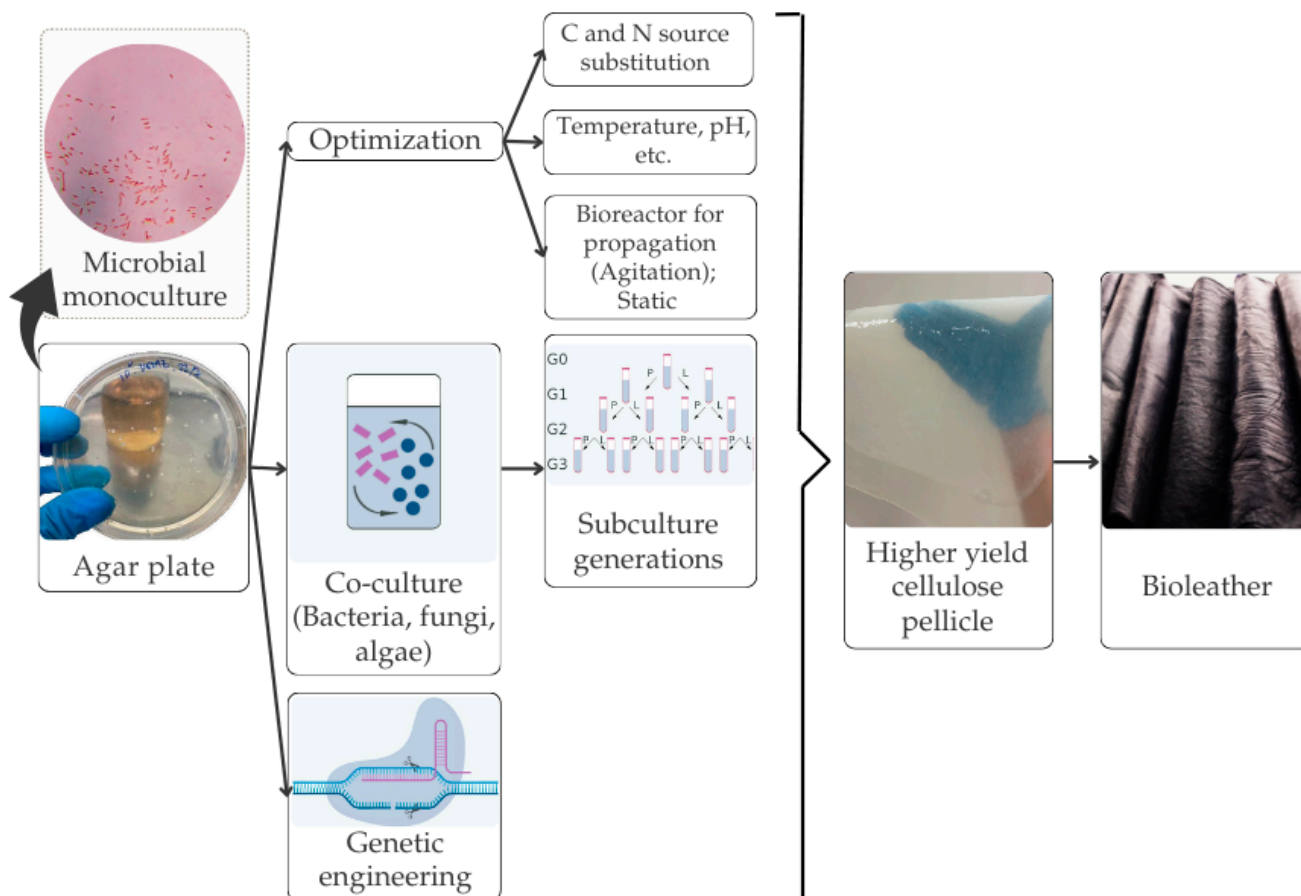 Microbial
monoculture
Agar plate
Optimization
C and N source
substitution
Temperature, pH,
etc.
Bioreactor for
propagation
(Agitation);
Static
Co-culture
(Bacteria, fungi,
algae)
G0
G1
G2
G3
P L
P L P L
P L P L P L P L
Subculture
generations
Genetic
engineering
Higher yield
cellulose
pellicle
Bioleather